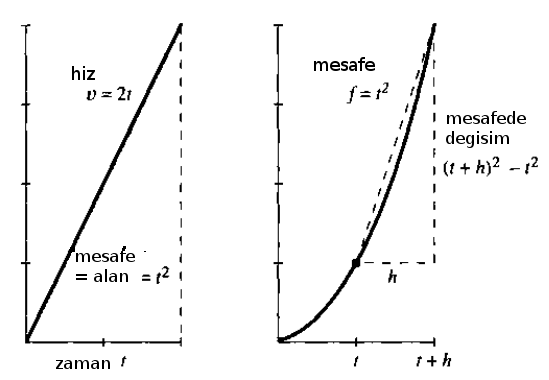 hiz
v = 2t
mesafe
= alan = t²
zaman t
mesafe
f = t²
mesafede
degisim
(t + h)² – t²
h
t
t + h